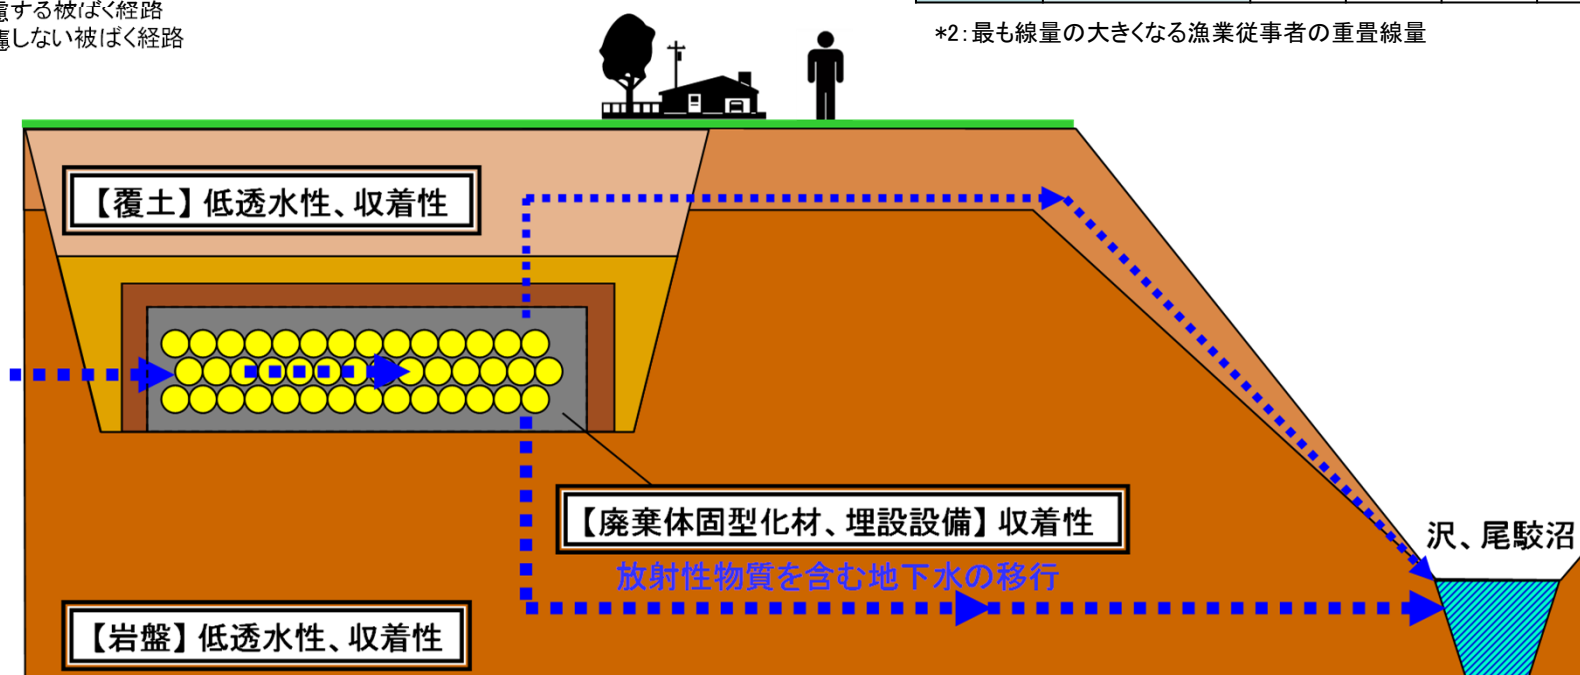 慮する被ばく経路
慮しない被ばく経路
*2:最も線量の大きくなる漁業従事者の重畳線量
【覆土】低透水性、収着性
【廃棄体固型化材、埋設設備】収着性
沢、尾駮沼
放射性物質を含む地下水の移行
【岩盤】低透水性、収着性